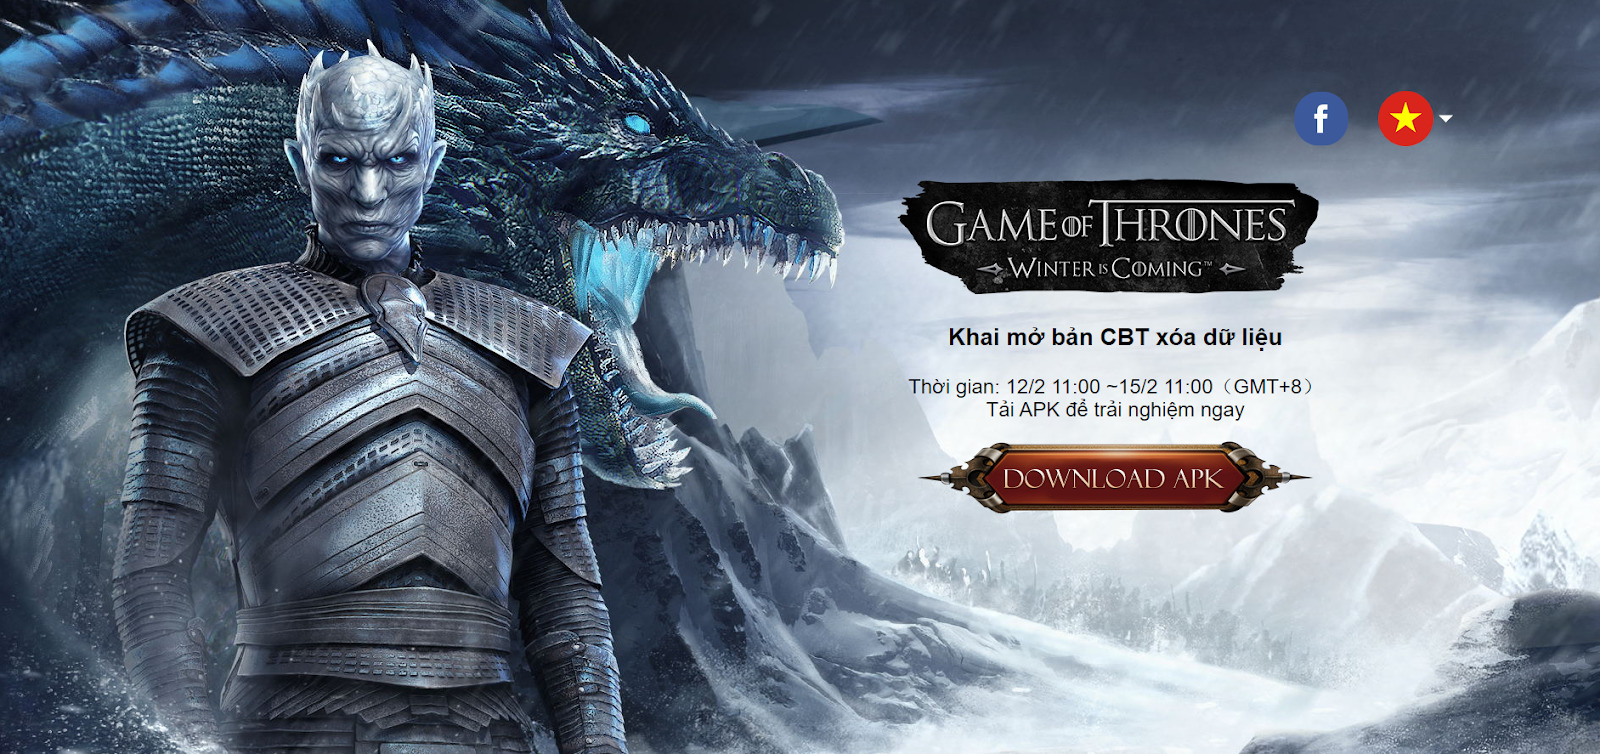 f
GAME OF THRONES
WINTER IS COMING™
Khai mở bản CBT xóa dữ liệu
Thời gian: 12/2 11:00 ~15/2 11:00（GMT+8）
Tải APK để trải nghiệm ngay
DOWNLOAD APK